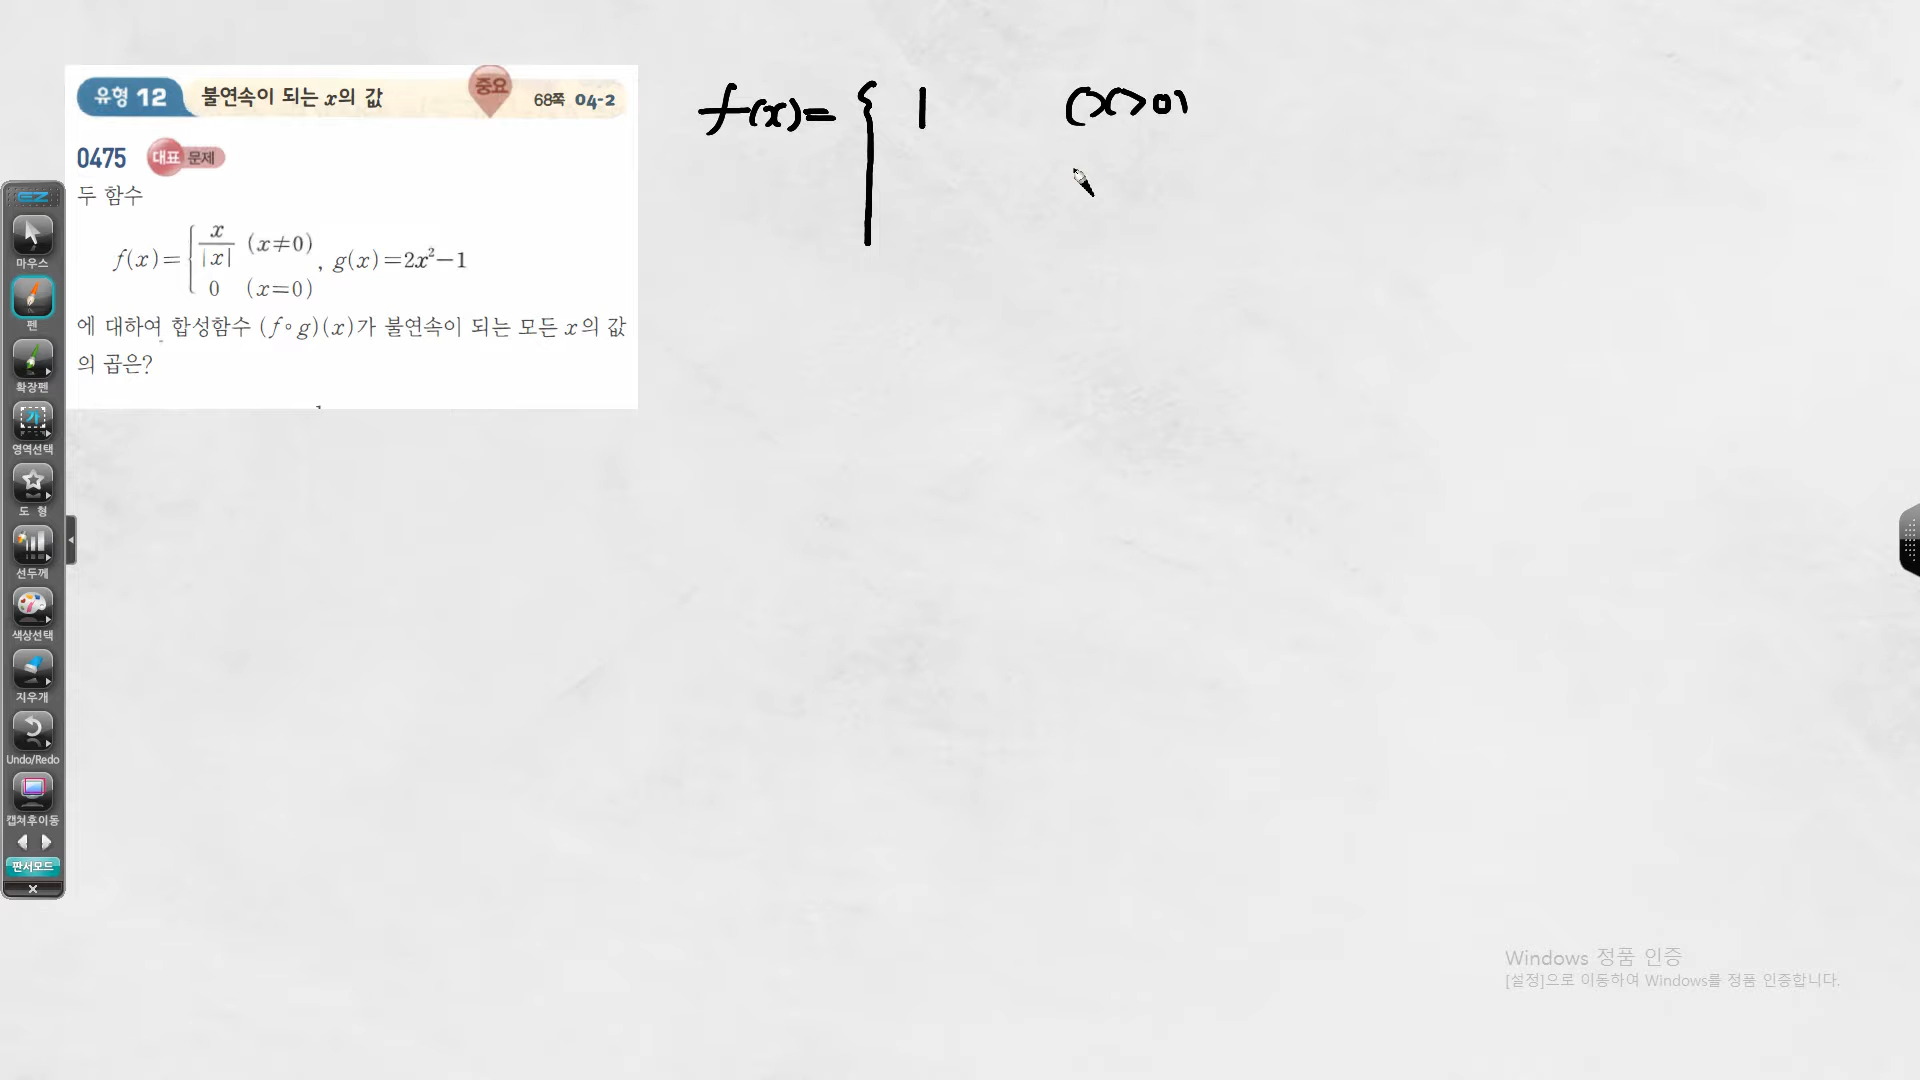 유형 12 불연속이 되는 x의 값 중요 68쪽 04-2
0475 대표 문제
두 함수
f(x)={ x/|x| (x≠0)
0 (x=0) , g(x)=2x²-1
에 대하여 합성함수 (f∘g)(x)가 불연속이 되는 모든 x의 값
의 곱은?
f(x)= { 1 (x>0)
EZ
마우스
펜
확장펜
가
영역선택
도 형
선두께
색상선택
지우개
Undo/Redo
캡쳐후이동
판서모드
Windows 정품 인증
[설정]으로 이동하여 Windows를 정품 인증합니다.